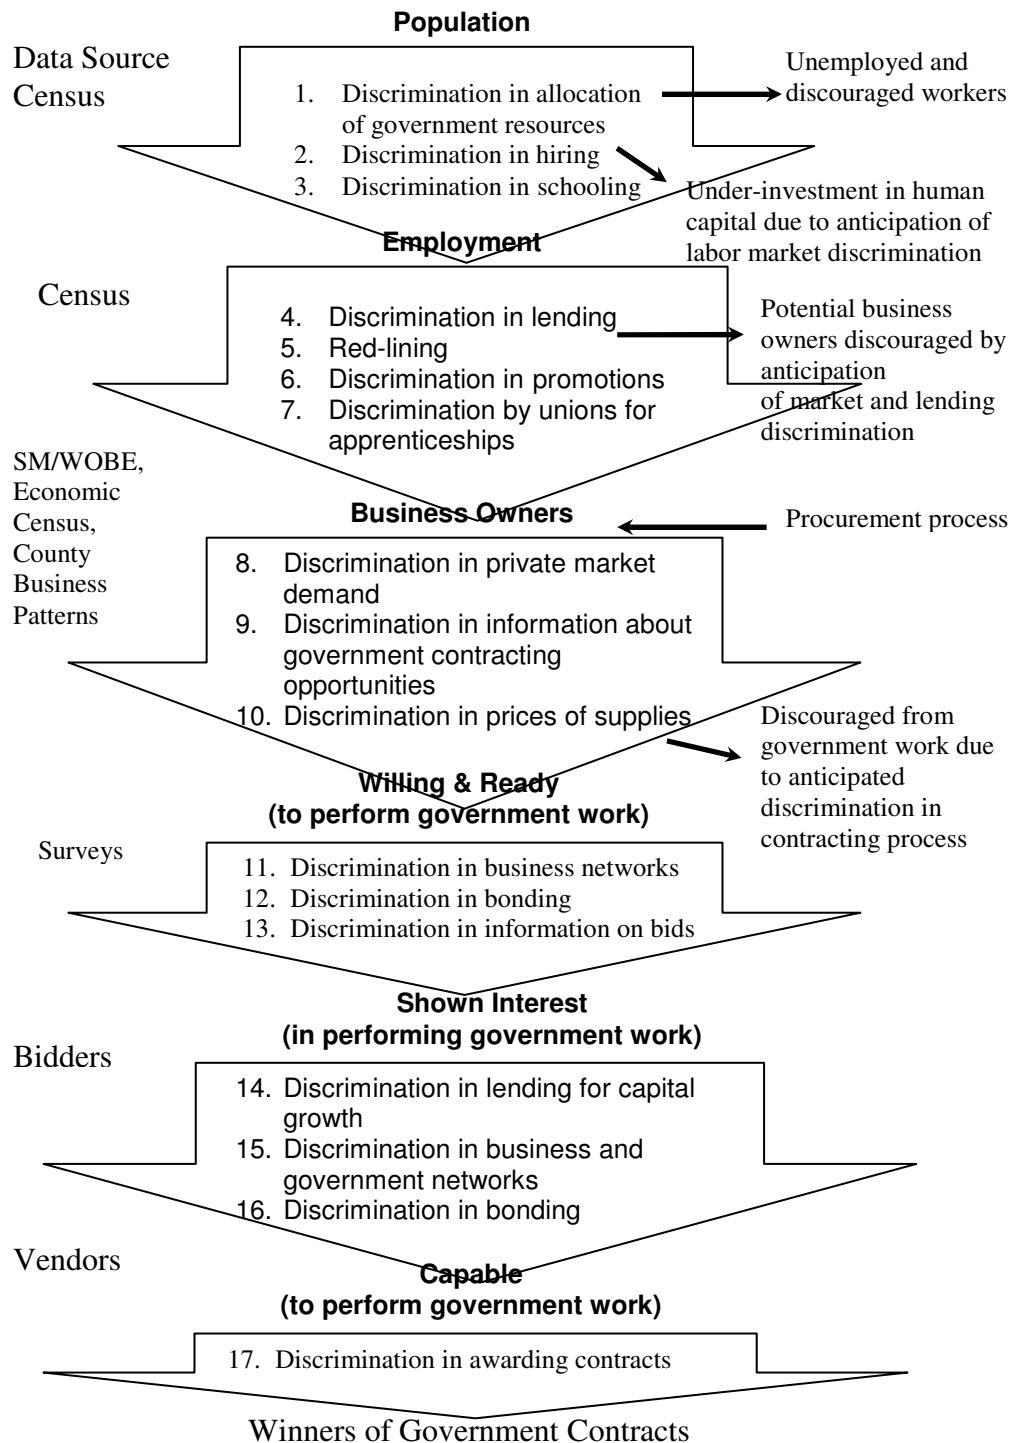 Population
Data Source
Census
1. Discrimination in allocation
of government resources
2. Discrimination in hiring
3. Discrimination in schooling
Unemployed and
discouraged workers
Under-investment in human
capital due to anticipation of
labor market discrimination
Employment
Census
4. Discrimination in lending
5. Red-lining
6. Discrimination in promotions
7. Discrimination by unions for
apprenticeships
Potential business
owners discouraged by
anticipation
of market and lending
discrimination
SM/WOBE,
Economic
Census,
County
Business
Patterns
Business Owners
Procurement process
8. Discrimination in private market
demand
9. Discrimination in information about
government contracting
opportunities
10. Discrimination in prices of supplies
Discouraged from
government work due
to anticipated
discrimination in
contracting process
Willing & Ready
(to perform government work)
Surveys
11. Discrimination in business networks
12. Discrimination in bonding
13. Discrimination in information on bids
Shown Interest
(in performing government work)
Bidders
14. Discrimination in lending for capital
growth
15. Discrimination in business and
government networks
16. Discrimination in bonding
Vendors
Capable
(to perform government work)
17. Discrimination in awarding contracts
Winners of Government Contracts